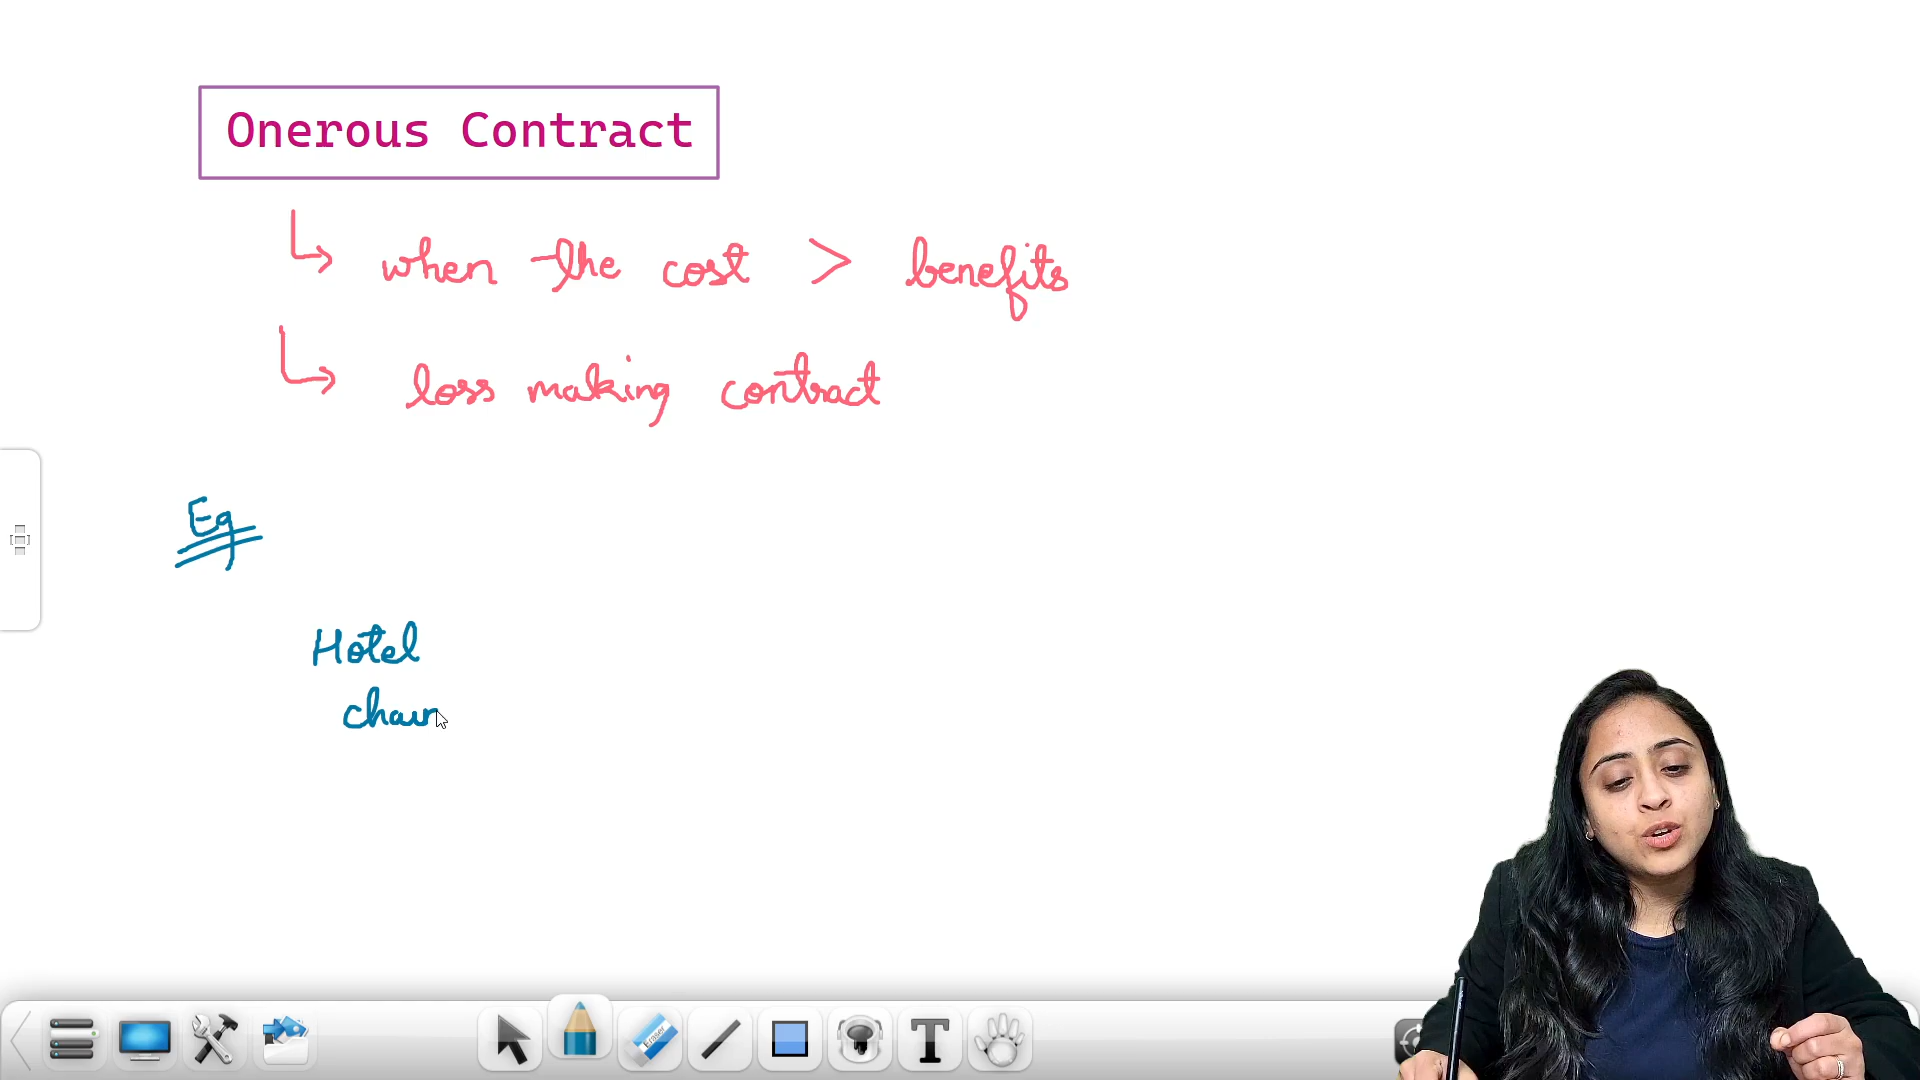 Onerous Contract
↳ when the cost > benefits
↳ loss making contract
Eg
Hotel
chain